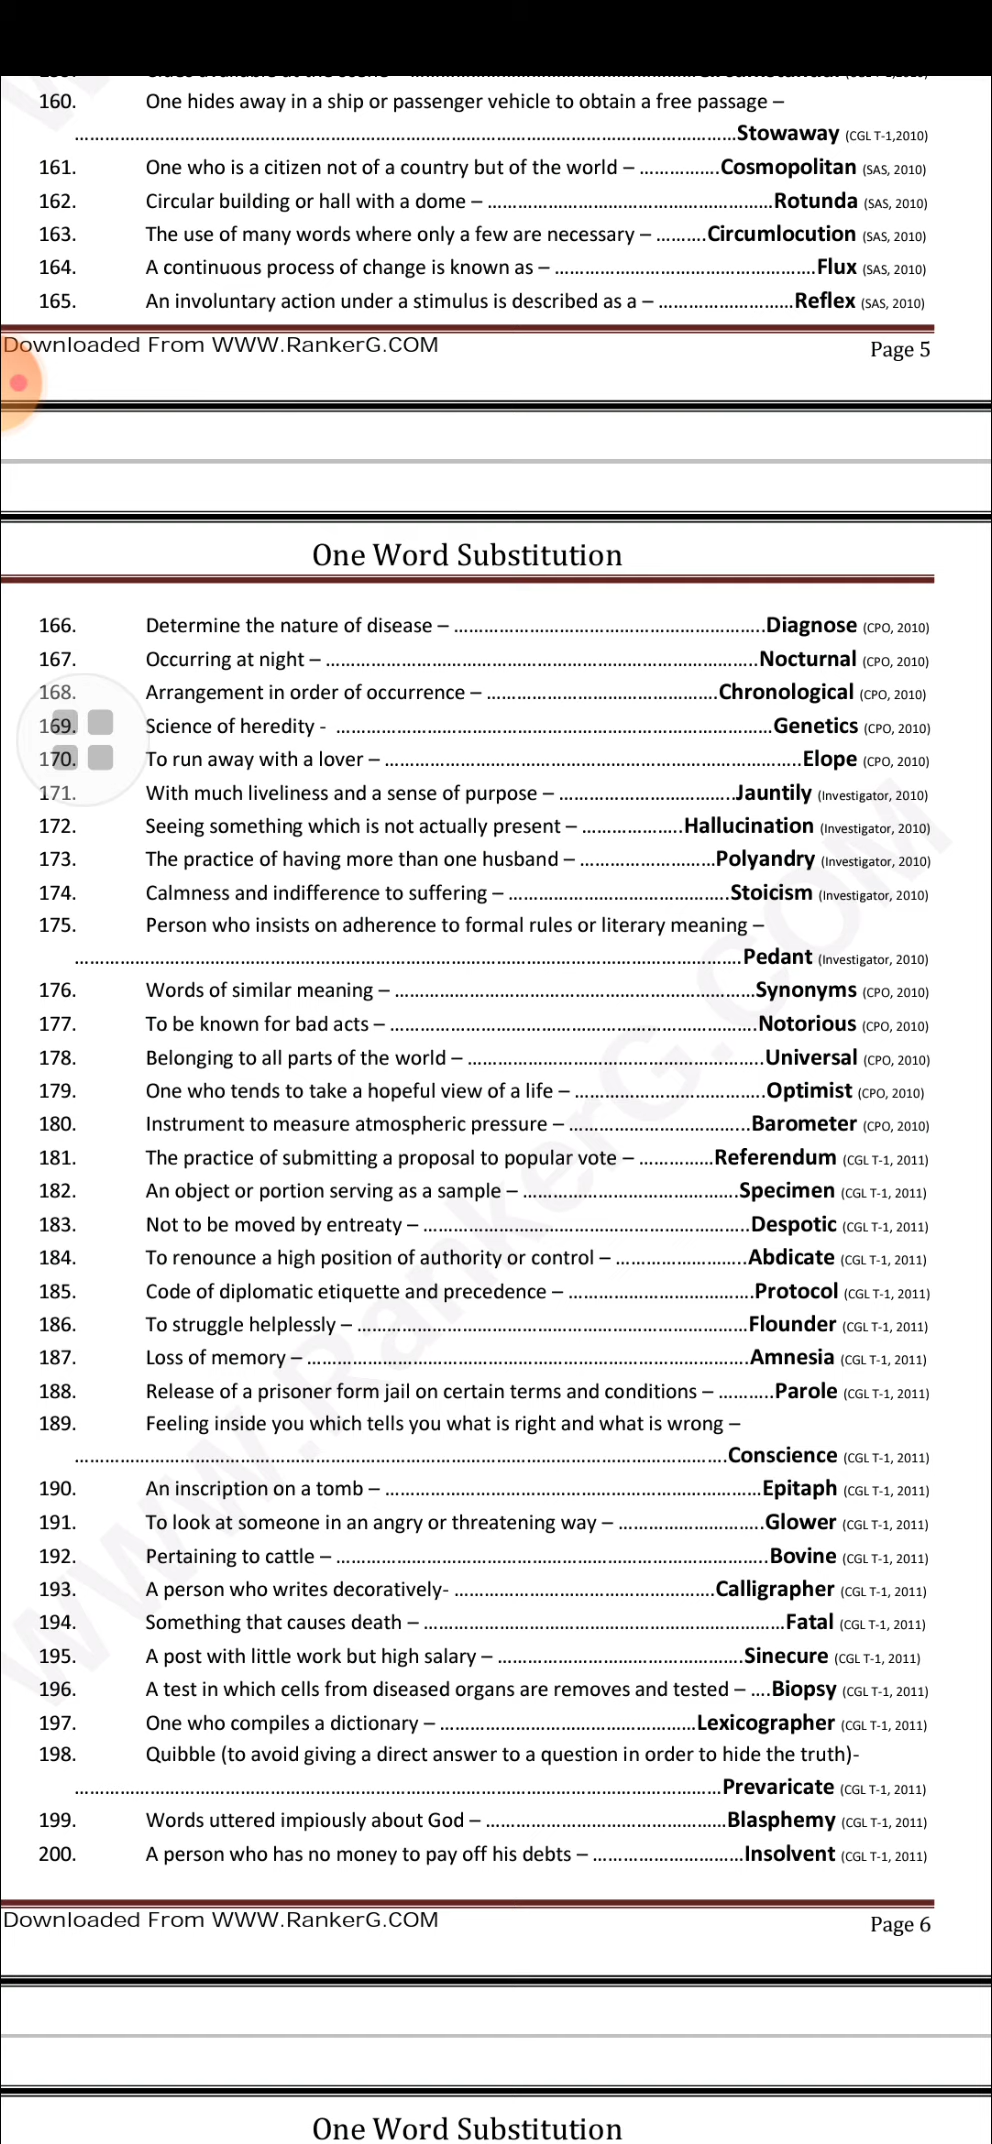 160. One hides away in a ship or passenger vehicle to obtain a free passage –
..........Stowaway (CGL T-1,2010)
161. One who is a citizen not of a country but of the world – ..........Cosmopolitan (SAS, 2010)
162. Circular building or hall with a dome – ..........Rotunda (SAS, 2010)
163. The use of many words where only a few are necessary – ..........Circumlocution (SAS, 2010)
164. A continuous process of change is known as – ..........Flux (SAS, 2010)
165. An involuntary action under a stimulus is described as a – ..........Reflex (SAS, 2010)
Downloaded From WWW.RankerG.COM
Page 5
One Word Substitution
166. Determine the nature of disease – ..........Diagnose (CPO, 2010)
167. Occurring at night – ..........Nocturnal (CPO, 2010)
168. Arrangement in order of occurrence – ..........Chronological (CPO, 2010)
169. Science of heredity - ..........Genetics (CPO, 2010)
170. To run away with a lover – ..........Elope (CPO, 2010)
171. With much liveliness and a sense of purpose – ..........Jauntily (Investigator, 2010)
172. Seeing something which is not actually present – ..........Hallucination (Investigator, 2010)
173. The practice of having more than one husband – ..........Polyandry (Investigator, 2010)
174. Calmness and indifference to suffering – ..........Stoicism (Investigator, 2010)
175. Person who insists on adherence to formal rules or literary meaning –
..........Pedant (Investigator, 2010)
176. Words of similar meaning – ..........Synonyms (CPO, 2010)
177. To be known for bad acts – ..........Notorious (CPO, 2010)
178. Belonging to all parts of the world – ..........Universal (CPO, 2010)
179. One who tends to take a hopeful view of a life – ..........Optimist (CPO, 2010)
180. Instrument to measure atmospheric pressure – ..........Barometer (CPO, 2010)
181. The practice of submitting a proposal to popular vote – ..........Referendum (CGL T-1, 2011)
182. An object or portion serving as a sample – ..........Specimen (CGL T-1, 2011)
183. Not to be moved by entreaty – ..........Despotic (CGL T-1, 2011)
184. To renounce a high position of authority or control – ..........Abdicate (CGL T-1, 2011)
185. Code of diplomatic etiquette and precedence – ..........Protocol (CGL T-1, 2011)
186. To struggle helplessly – ..........Flounder (CGL T-1, 2011)
187. Loss of memory – ..........Amnesia (CGL T-1, 2011)
188. Release of a prisoner form jail on certain terms and conditions – ..........Parole (CGL T-1, 2011)
189. Feeling inside you which tells you what is right and what is wrong –
..........Conscience (CGL T-1, 2011)
190. An inscription on a tomb – ..........Epitaph (CGL T-1, 2011)
191. To look at someone in an angry or threatening way – ..........Glower (CGL T-1, 2011)
192. Pertaining to cattle – ..........Bovine (CGL T-1, 2011)
193. A person who writes decoratively- ..........Calligrapher (CGL T-1, 2011)
194. Something that causes death – ..........Fatal (CGL T-1, 2011)
195. A post with little work but high salary – ..........Sinecure (CGL T-1, 2011)
196. A test in which cells from diseased organs are removes and tested – ....Biopsy (CGL T-1, 2011)
197. One who compiles a dictionary – ..........Lexicographer (CGL T-1, 2011)
198. Quibble (to avoid giving a direct answer to a question in order to hide the truth)-
..........Prevaricate (CGL T-1, 2011)
199. Words uttered impiously about God – ..........Blasphemy (CGL T-1, 2011)
200. A person who has no money to pay off his debts – ..........Insolvent (CGL T-1, 2011)
WWW.RankerG.COM
Downloaded From WWW.RankerG.COM
Page 6
One Word Substitution